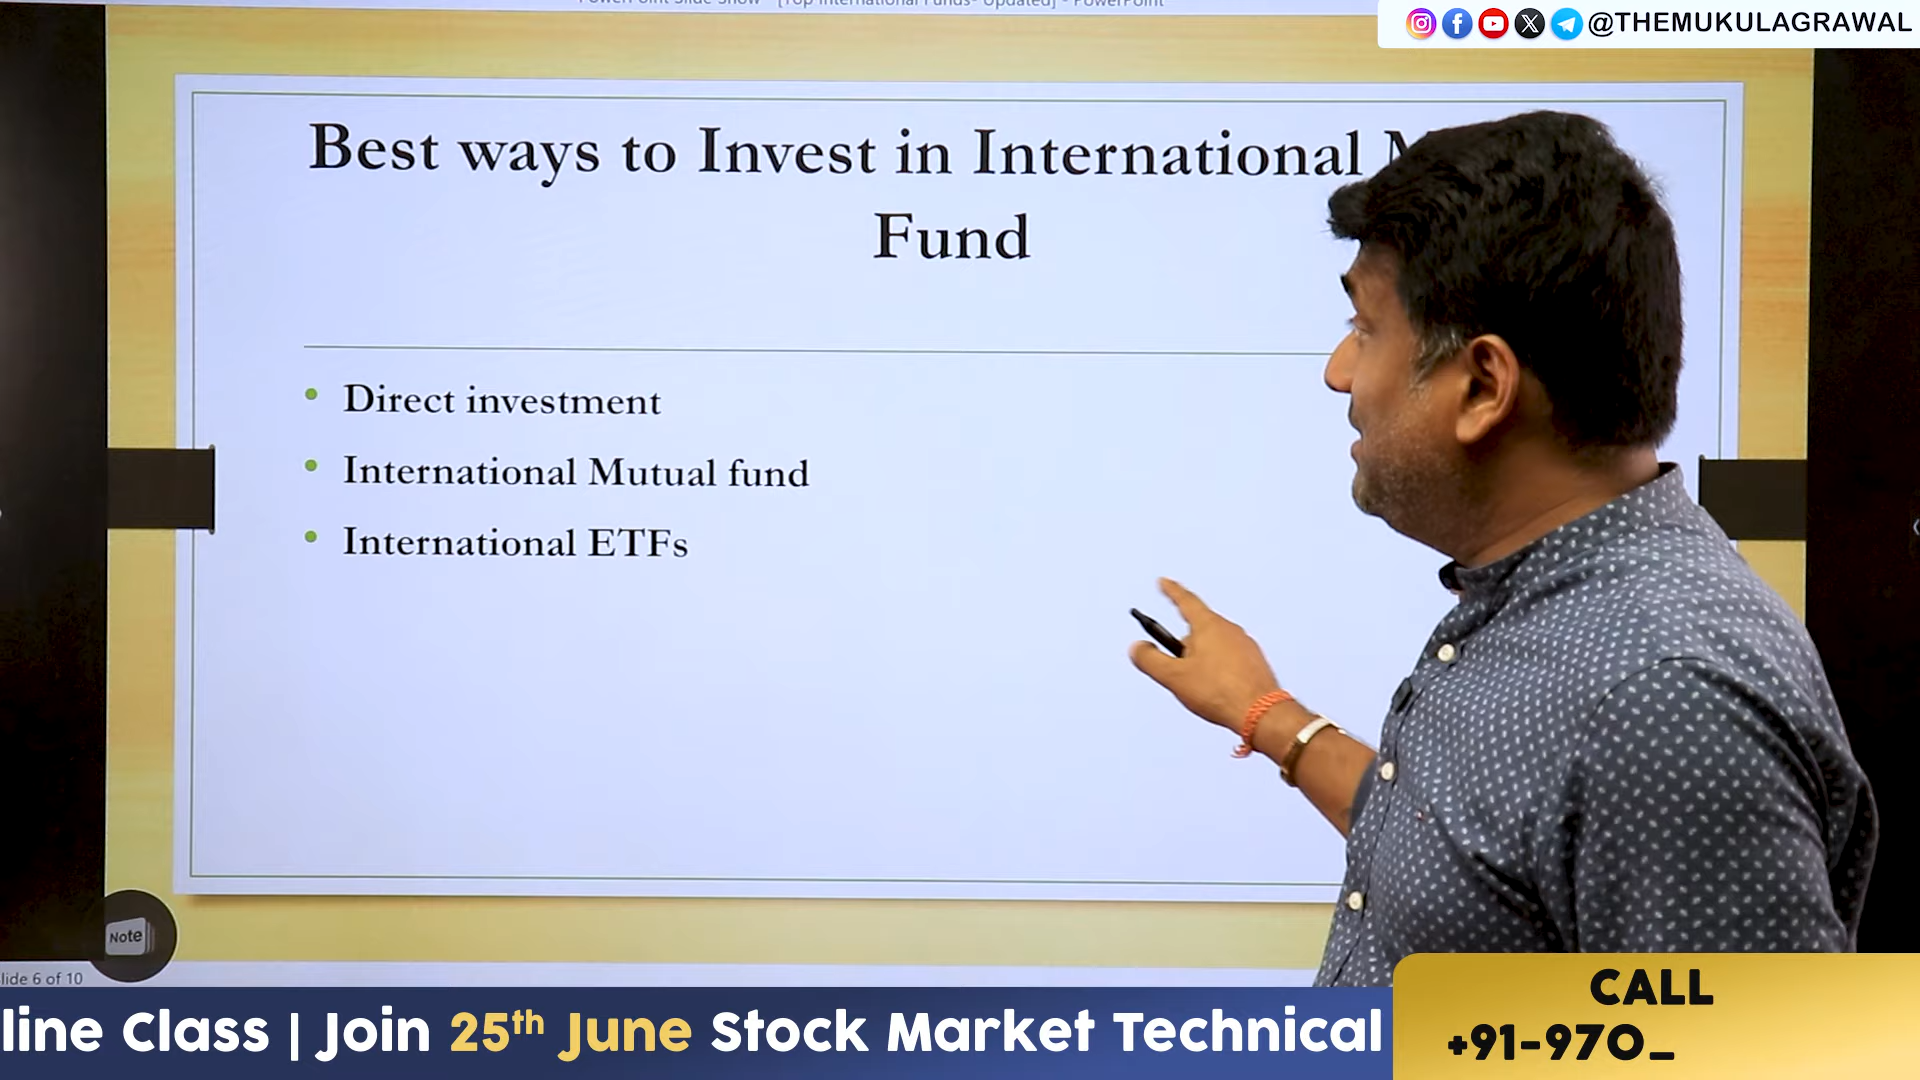 PowerPoint Slide Show - [Top International Funds- Updated] - PowerPoint
@THEMUKULAGRAWAL
Best ways to Invest in International
Fund
Direct investment
International Mutual fund
International ETFs
Note
lide 6 of 10
line Class | Join 25th June Stock Market Technical
CALL
+91-970_